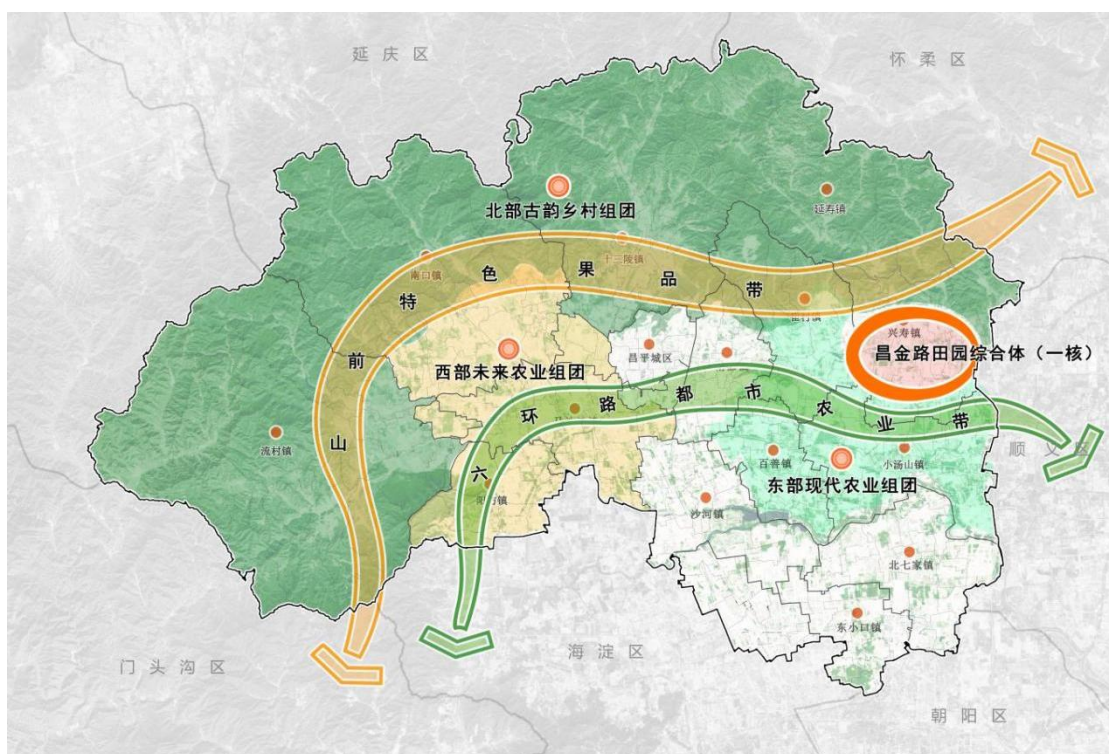 延庆区
怀柔区
延寿镇
北部古韵乡村组团
十三陵镇
南口镇
山前特色果品带
兴寿镇
昌平城区
昌金路田园综合体（一核）
西部未来农业组团
六环路都市农业带
流村镇
百善镇
小汤山镇
顺义区
东部现代农业组团
沙河镇
北七家镇
东小口镇
门头沟区
海淀区
朝阳区